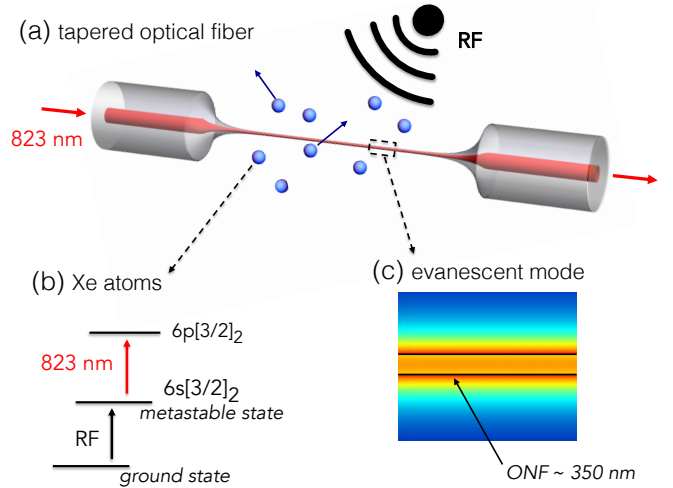 (a) tapered optical fiber
RF
823 nm
(b) Xe atoms
(c) evanescent mode
6p[3/2]2
823 nm
6s[3/2]2
metastable state
RF
ground state
ONF ~ 350 nm